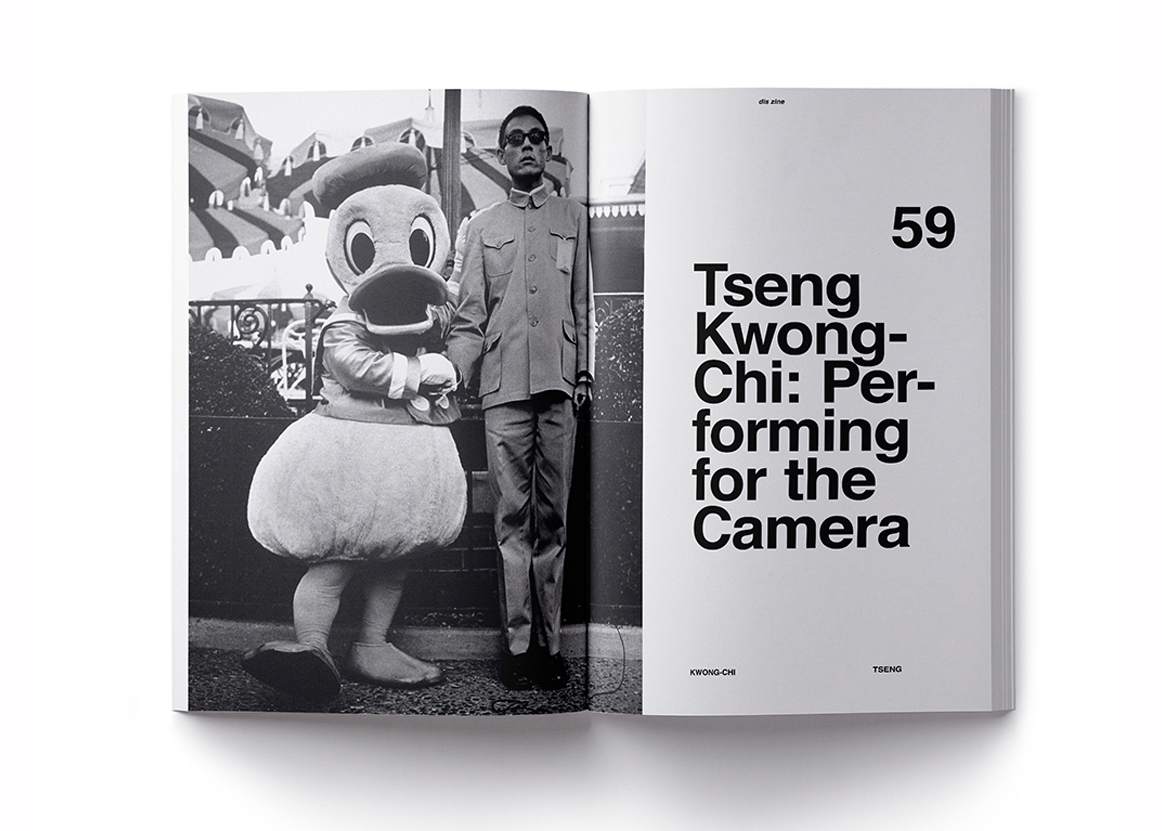 dis zine
59
Tseng
Kwong-
Chi: Per-
forming
for the
Camera
KWONG-CHI
TSENG